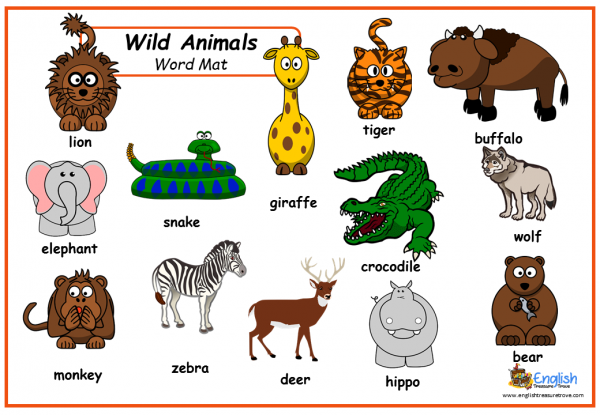 Wild Animals
Word Mat
lion
tiger
buffalo
giraffe
snake
elephant
crocodile
wolf
monkey
zebra
deer
hippo
bear
English
Treasure Trove
www.englishtreasuretrove.com